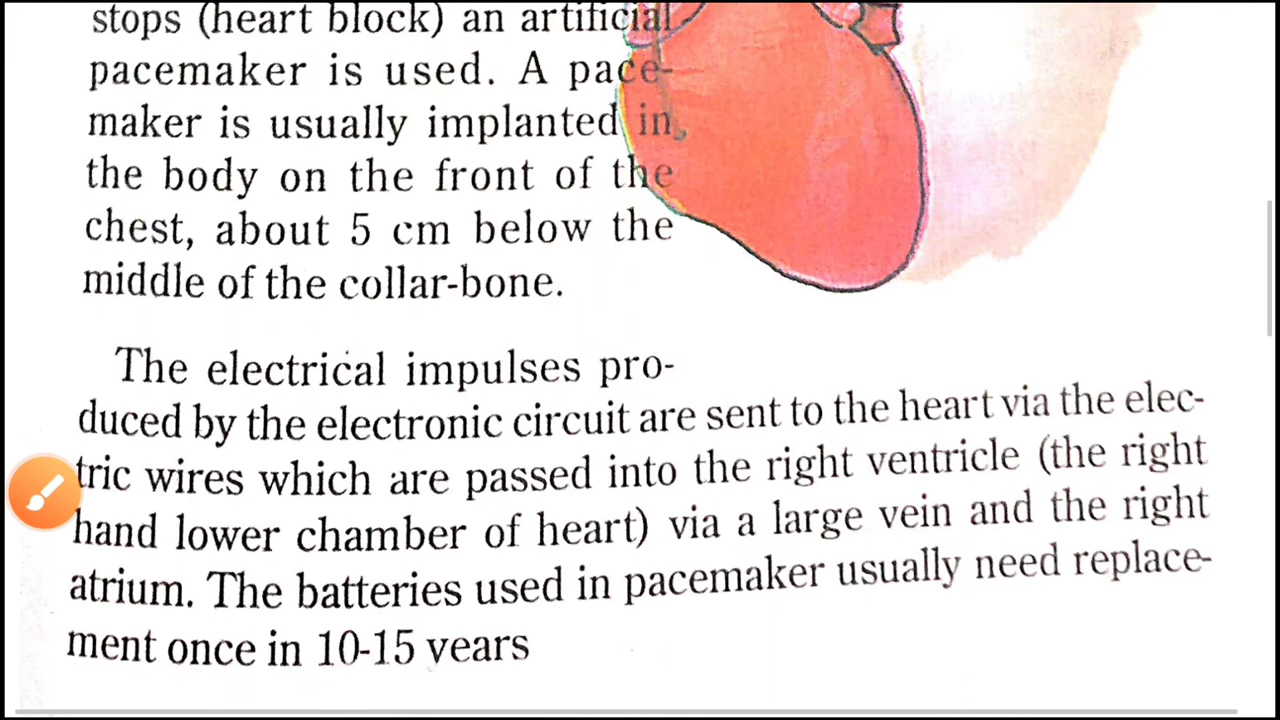 stops (heart block) an artificial
pacemaker is used. A pace-
maker is usually implanted in
the body on the front of the
chest, about 5 cm below the
middle of the collar-bone.
The electrical impulses pro-
duced by the electronic circuit are sent to the heart via the elec-
tric wires which are passed into the right ventricle (the right
hand lower chamber of heart) via a large vein and the right
atrium. The batteries used in pacemaker usually need replace-
ment once in 10-15 years